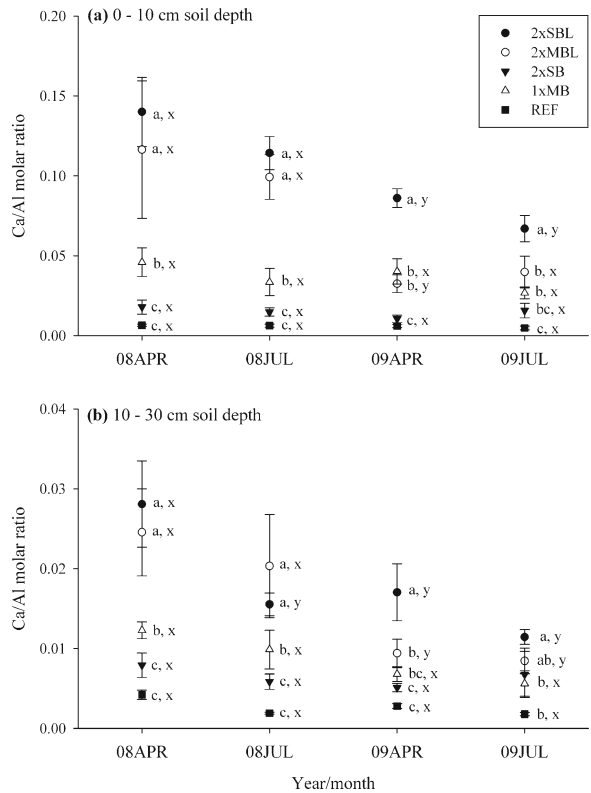 (a) 0 - 10 cm soil depth
2xSBL
2xMBL
2xSB
1xMB
REF
Ca/Al molar ratio
0.20
0.15
0.10
0.05
0.00
a, x
a, x
b, x
c, x
c, x
a, x
a, x
b, x
c, x
c, x
a, y
b, x
b, y
c, x
a, y
b, x
b, x
bc, x
c, x
08APR
08JUL
09APR
09JUL
(b) 10 - 30 cm soil depth
Ca/Al molar ratio
0.04
0.03
0.02
0.01
0.00
a, x
a, x
b, x
c, x
c, x
a, x
a, y
b, x
c, x
c, x
a, y
b, y
bc, x
c, x
c, x
a, y
ab, y
b, x
b, x
08APR
08JUL
09APR
09JUL
Year/month